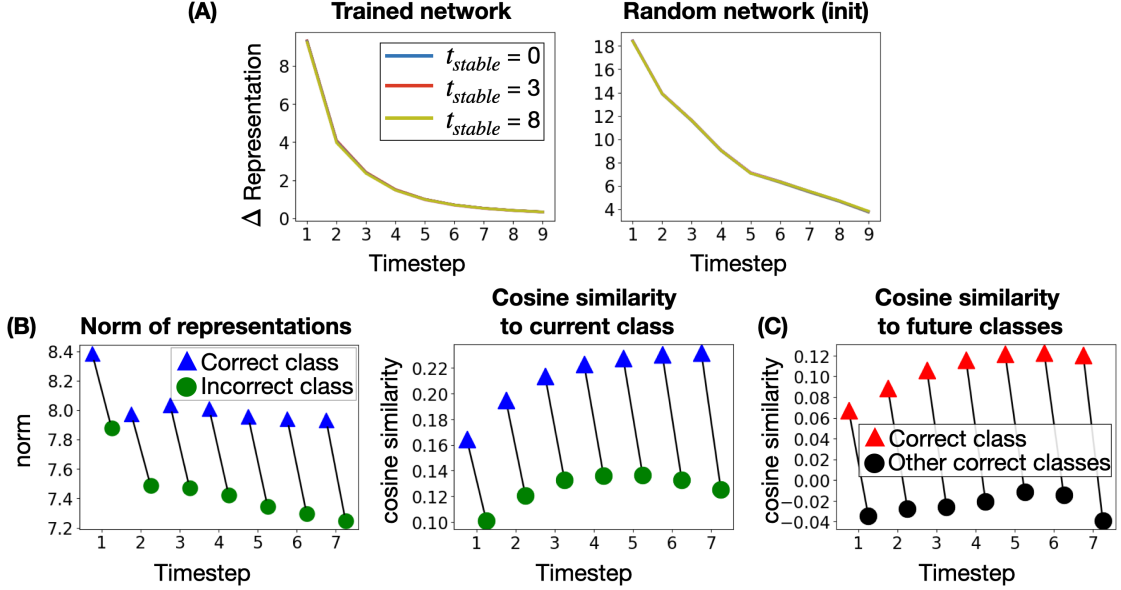 (A)
Trained network
Random network (init)
Δ Representation
8
6
4
2
0
t_stable = 0
t_stable = 3
t_stable = 8
1 2 3 4 5 6 7 8 9
Timestep
18
16
14
12
10
8
6
4
1 2 3 4 5 6 7 8 9
Timestep
(B)
Norm of representations
norm
8.4
8.2
8.0
7.8
7.6
7.4
7.2
Correct class
Incorrect class
1 2 3 4 5 6 7
Timestep
Cosine similarity
to current class
cosine similarity
0.22
0.20
0.18
0.16
0.14
0.12
0.10
1 2 3 4 5 6 7
Timestep
(C)
Cosine similarity
to future classes
cosine similarity
0.12
0.10
0.08
0.06
0.04
0.02
0.00
−0.02
−0.04
Correct class
Other correct classes
1 2 3 4 5 6 7
Timestep